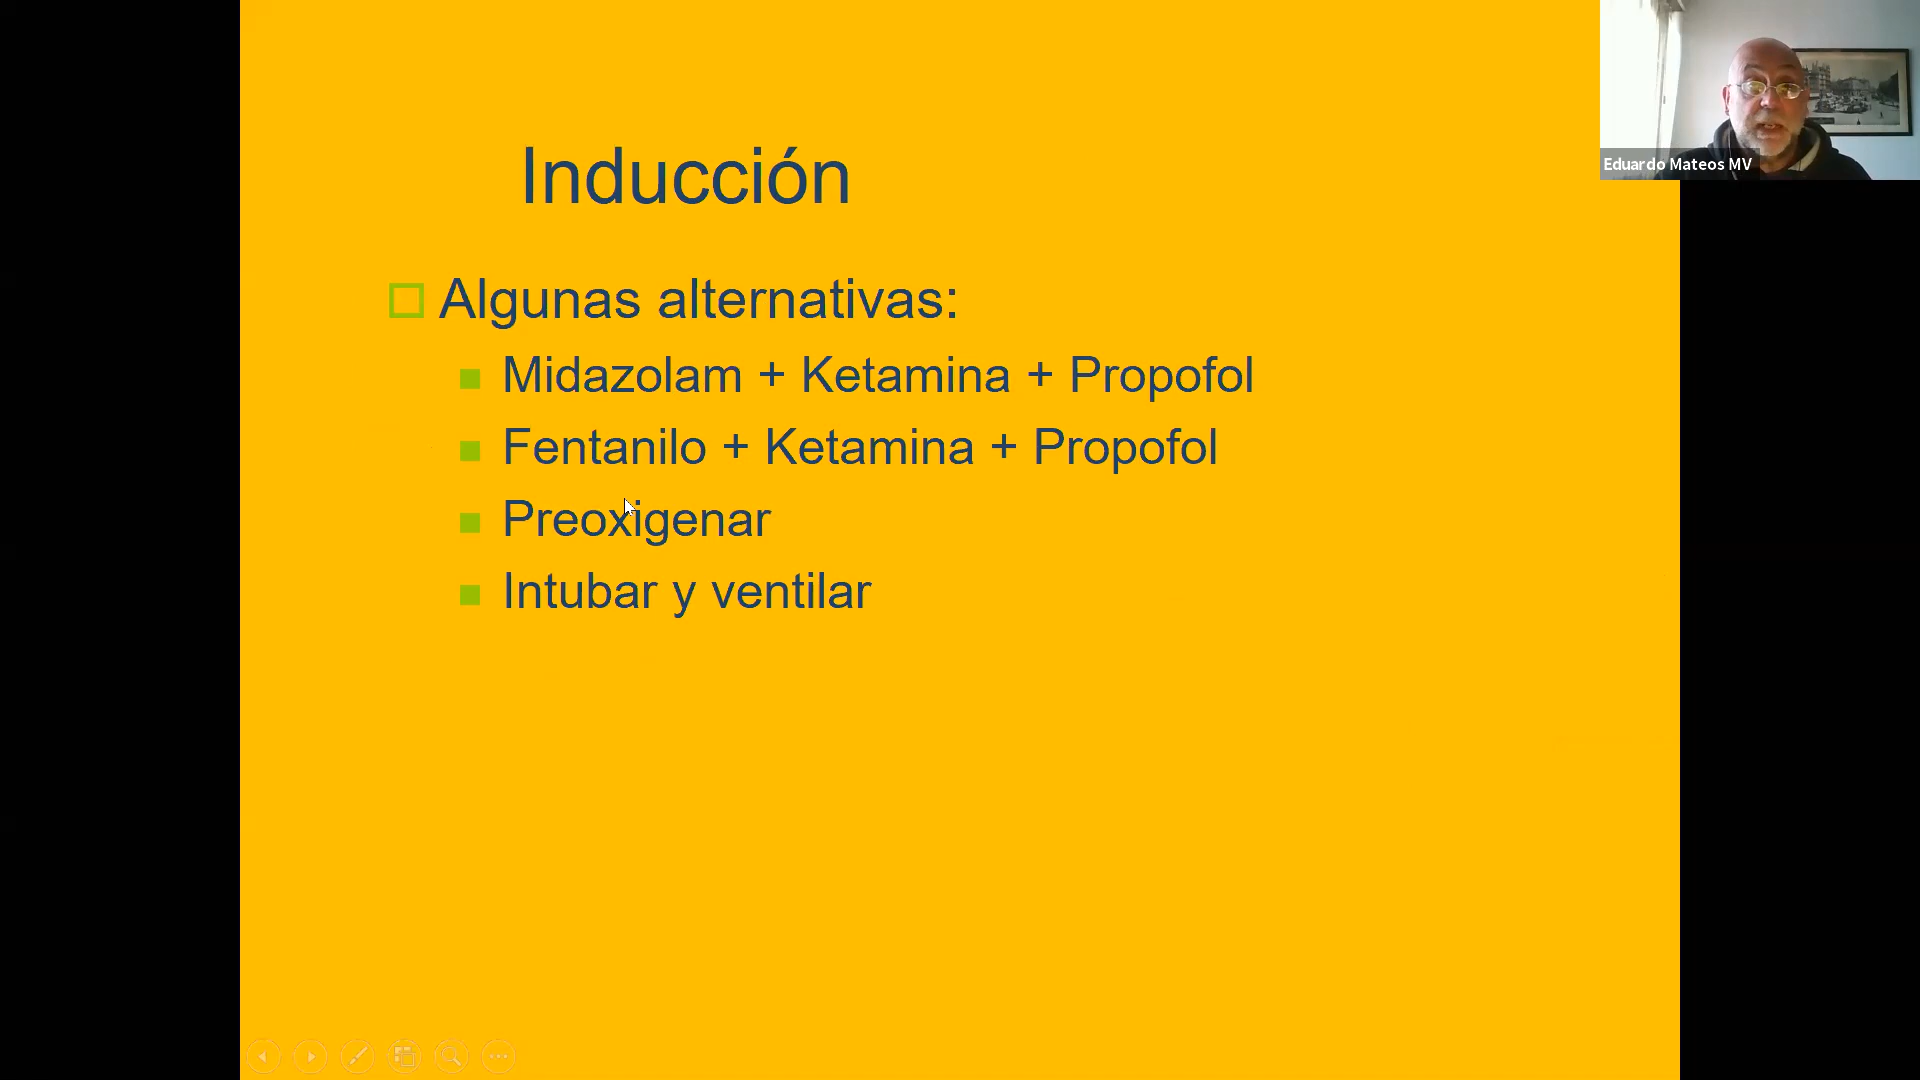 Inducción
Algunas alternativas:
Midazolam + Ketamina + Propofol
Fentanilo + Ketamina + Propofol
Preoxigenar
Intubar y ventilar
Eduardo Mateos MV